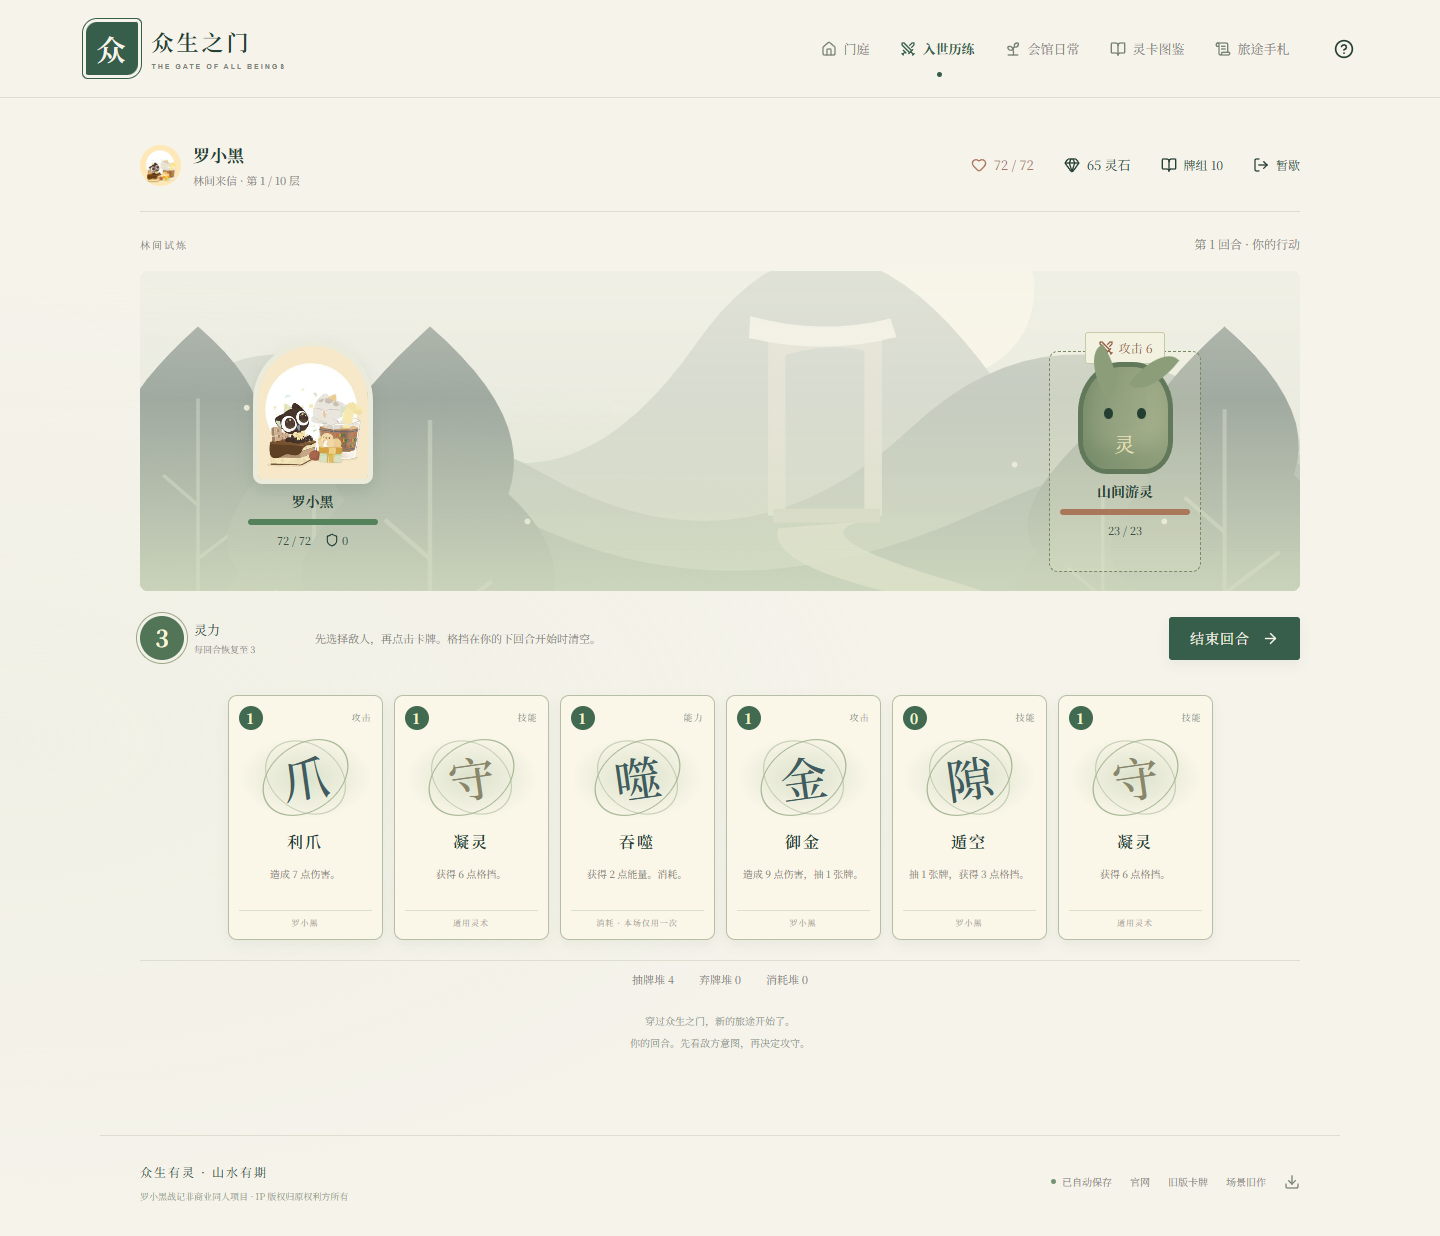 众
众生之门
THE GATE OF ALL BEINGS
门庭
入世历练
会馆日常
灵卡图鉴
旅途手札
罗小黑
林间来信 · 第 1 / 10 层
72 / 72
65 灵石
牌组 10
暂歇
林间试炼
第 1 回合 · 你的行动
攻击 6
灵
罗小黑
72 / 72
0
山间游灵
23 / 23
3
灵力
每回合恢复至 3
先选择敌人，再点击卡牌。格挡在你的下回合开始时清空。
结束回合
1
攻击
爪
利爪
造成 7 点伤害。
罗小黑
1
技能
守
凝灵
获得 6 点格挡。
通用灵术
1
能力
噬
吞噬
获得 2 点能量。消耗。
消耗 · 本场仅用一次
1
攻击
金
御金
造成 9 点伤害，抽 1 张牌。
罗小黑
0
技能
隙
遁空
抽 1 张牌，获得 3 点格挡。
罗小黑
1
技能
守
凝灵
获得 6 点格挡。
通用灵术
抽牌堆 4
弃牌堆 0
消耗堆 0
穿过众生之门，新的旅途开始了。
你的回合。先看敌方意图，再决定攻守。
众生有灵 · 山水有期
罗小黑战记非商业同人项目 · IP 版权归原权利方所有
已自动保存
官网
旧版卡牌
场景旧作